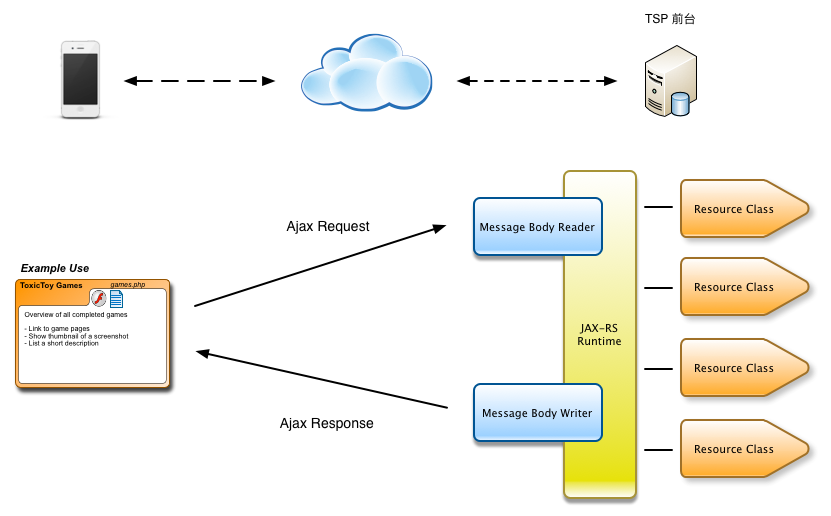 TSP 前台
Ajax Request
Message Body Reader
Resource Class
Example Use
ToxicToy Games
games.php
Overview of all completed games
- Link to game pages
- Show thumbnail of a screenshot
- List a short description
Resource Class
JAX-RS
Runtime
Resource Class
Ajax Response
Message Body Writer
Resource Class